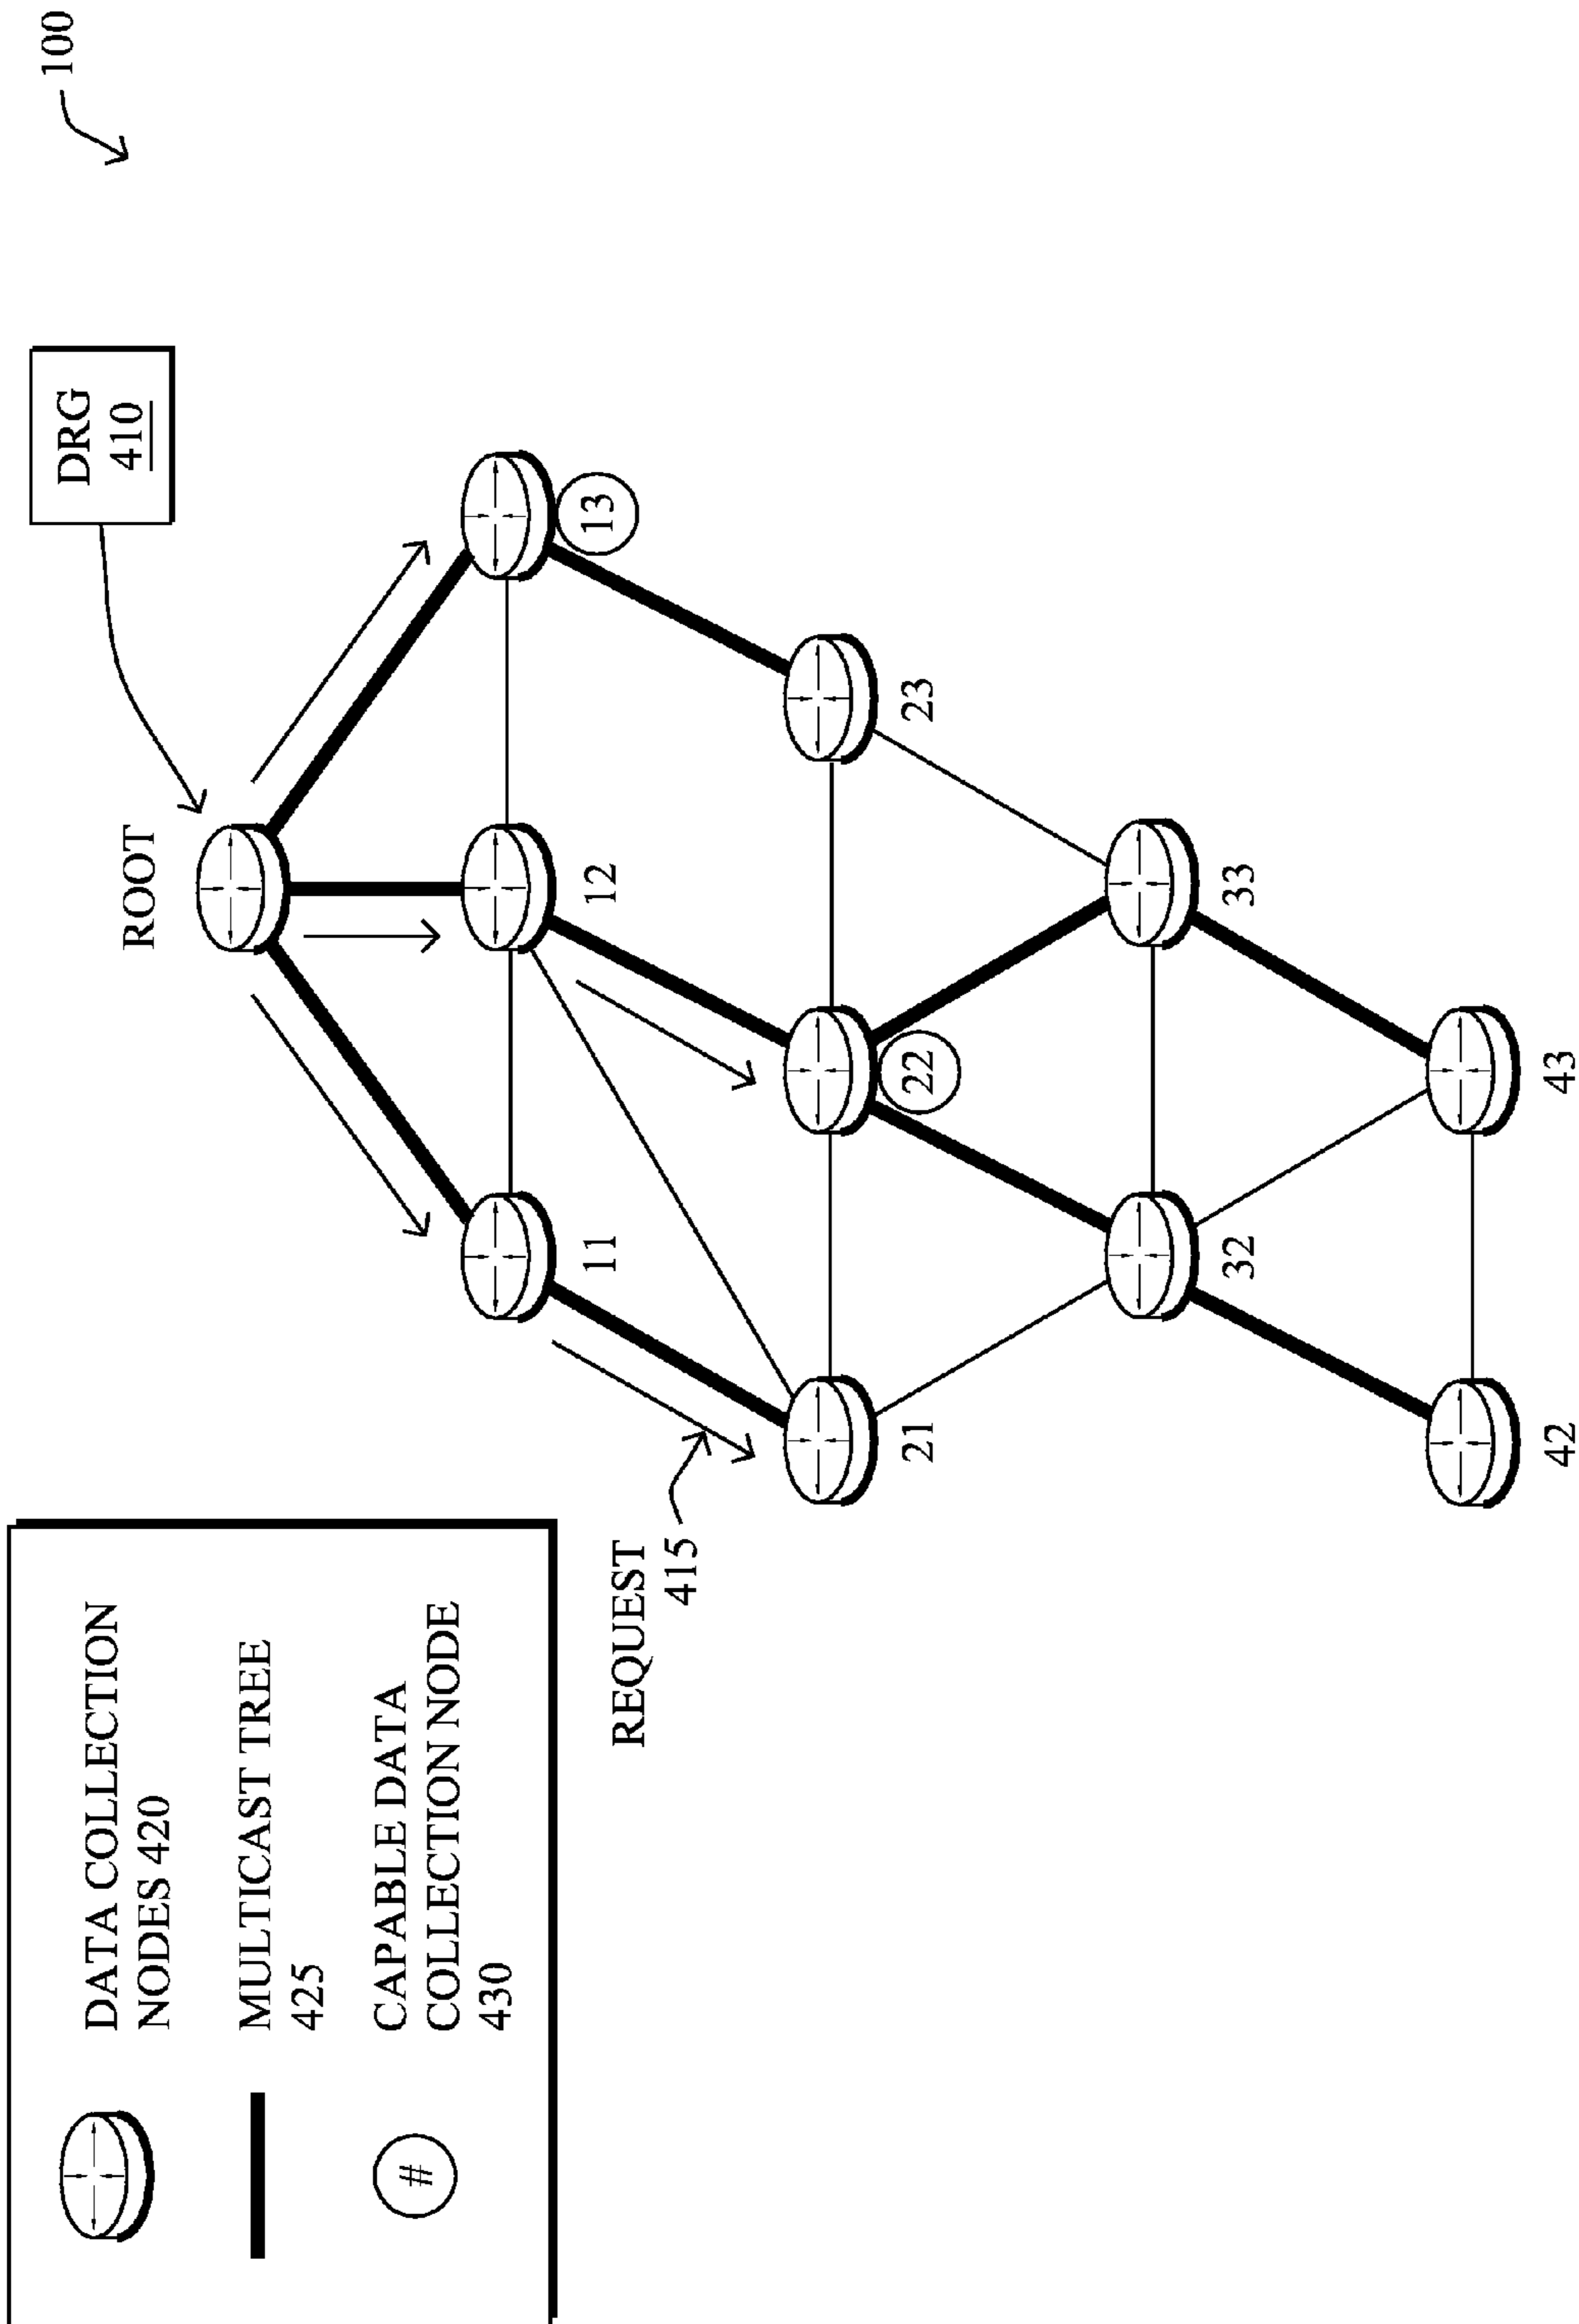 DATA COLLECTION
NODES 420
MULTICAST TREE
425
#
CAPABLE DATA
COLLECTION NODE
430
REQUEST
415
ROOT
DRG
410
100
11
12
13
21
22
23
32
33
42
43